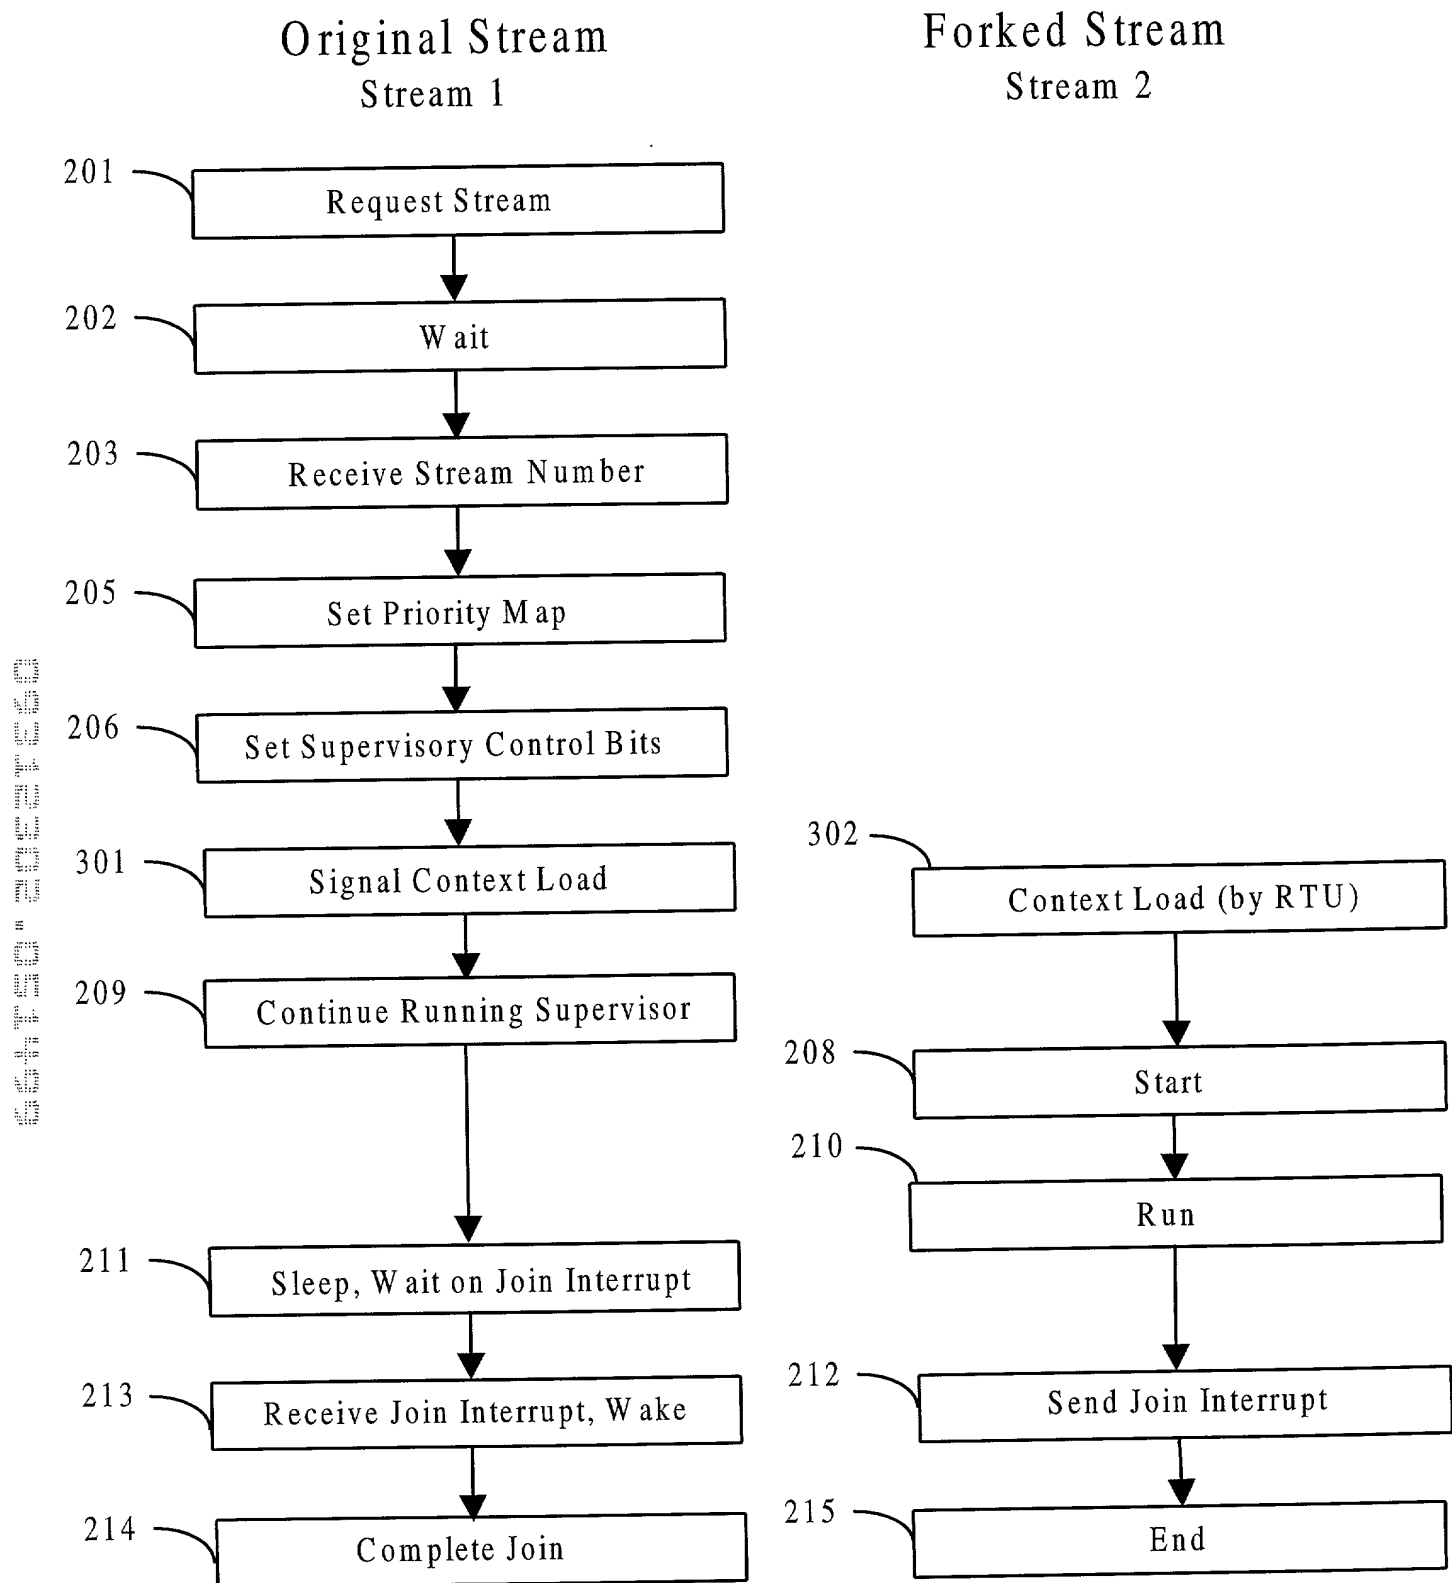 Original Stream
Stream 1
Forked Stream
Stream 2
201
Request Stream
202
Wait
203
Receive Stream Number
205
Set Priority Map
206
Set Supervisory Control Bits
301
Signal Context Load
302
Context Load (by RTU)
209
Continue Running Supervisor
208
Start
210
Run
211
Sleep, Wait on Join Interrupt
212
Send Join Interrupt
213
Receive Join Interrupt, Wake
214
Complete Join
215
End